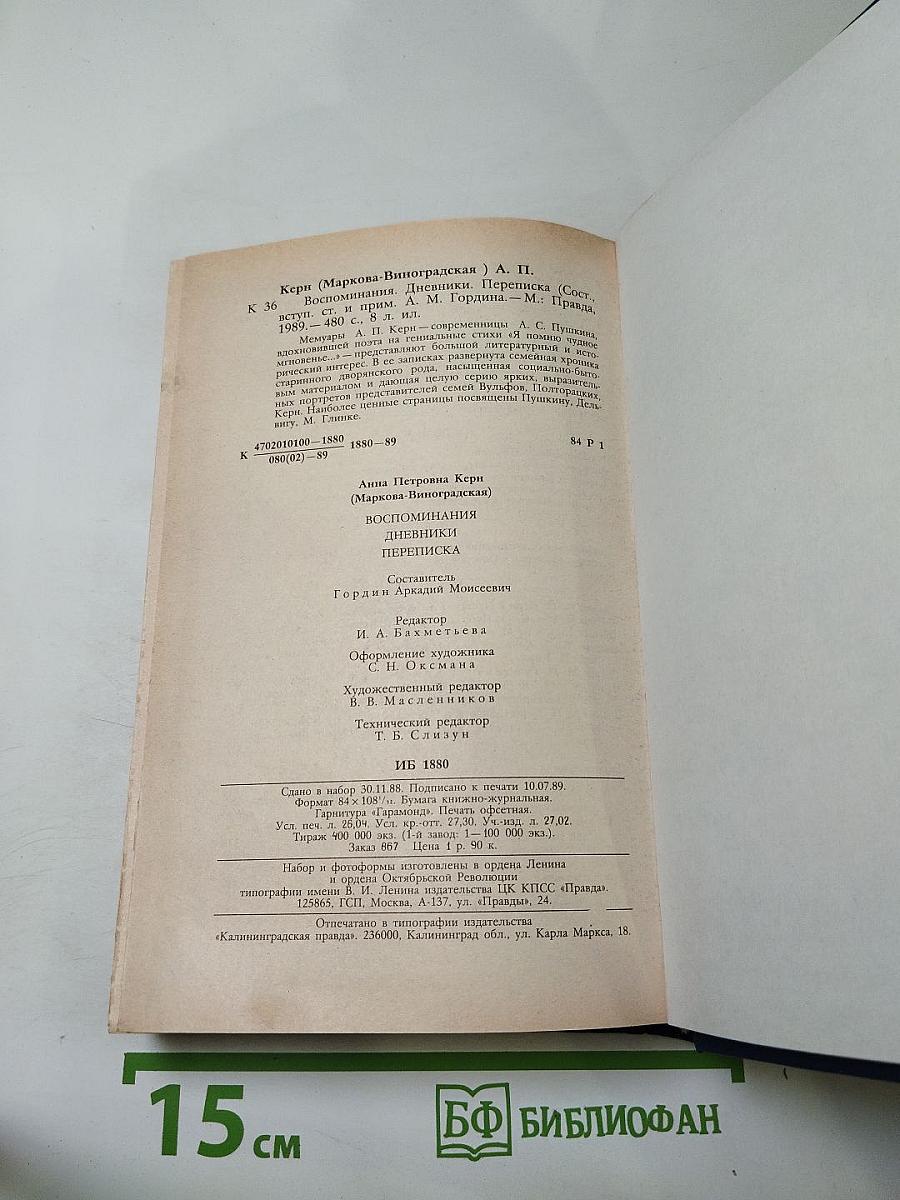 Керн (Маркова-Виноградская ) А. П.
К 36 Воспоминания. Дневники. Переписка (Сост.,
вступ. ст. и прим. А. М. Гордина.— М.: Правда,
1989.— 480 с., 8 л. ил.
Мемуары А. П. Керн — современницы А. С. Пушкина,
вдохновившей поэта на гениальные стихи «Я помню чудное
мгновенье...» — представляют большой литературный и исто-
рический интерес. В ее записках развернута семейная хроника
старинного дворянского рода, насыщенная социально-быто-
вым материалом и дающая целую серию ярких, выразитель-
ных портретов представителей семей Вульфов, Полторацких,
Керн. Наиболее ценные страницы посвящены Пушкину, Дель-
вигу, М. Глинке.
К 4702010100—1880 / 080(02)—89 1880—89 84 Р 1
Анна Петровна Керн
(Маркова-Виноградская)
ВОСПОМИНАНИЯ
ДНЕВНИКИ
ПЕРЕПИСКА
Составитель
Гордин Аркадий Моисеевич
Редактор
И. А. Бахметьева
Оформление художника
С. Н. Оксмана
Художественный редактор
В. В. Масленников
Технический редактор
Т. Б. Слизун
ИБ 1880
Сдано в набор 30.11.88. Подписано к печати 10.07.89.
Формат 84×108¹/₃₂. Бумага книжно-журнальная.
Гарнитура «Гарамонд». Печать офсетная.
Усл. печ. л. 26,04. Усл. кр.-отт. 27,30. Уч.-изд. л. 27,02.
Тираж 400 000 экз. (1-й завод: 1—100 000 экз.).
Заказ 867 Цена 1 р. 90 к.
Набор и фотоформы изготовлены в ордена Ленина
и ордена Октябрьской Революции
типографии имени В. И. Ленина издательства ЦК КПСС «Правда».
125865, ГСП, Москва, А-137, ул. «Правды», 24.
Отпечатано в типографии издательства
«Калининградская правда». 236000, Калининград обл., ул. Карла Маркса, 18.
15 см
БФ БИБЛИОФАН